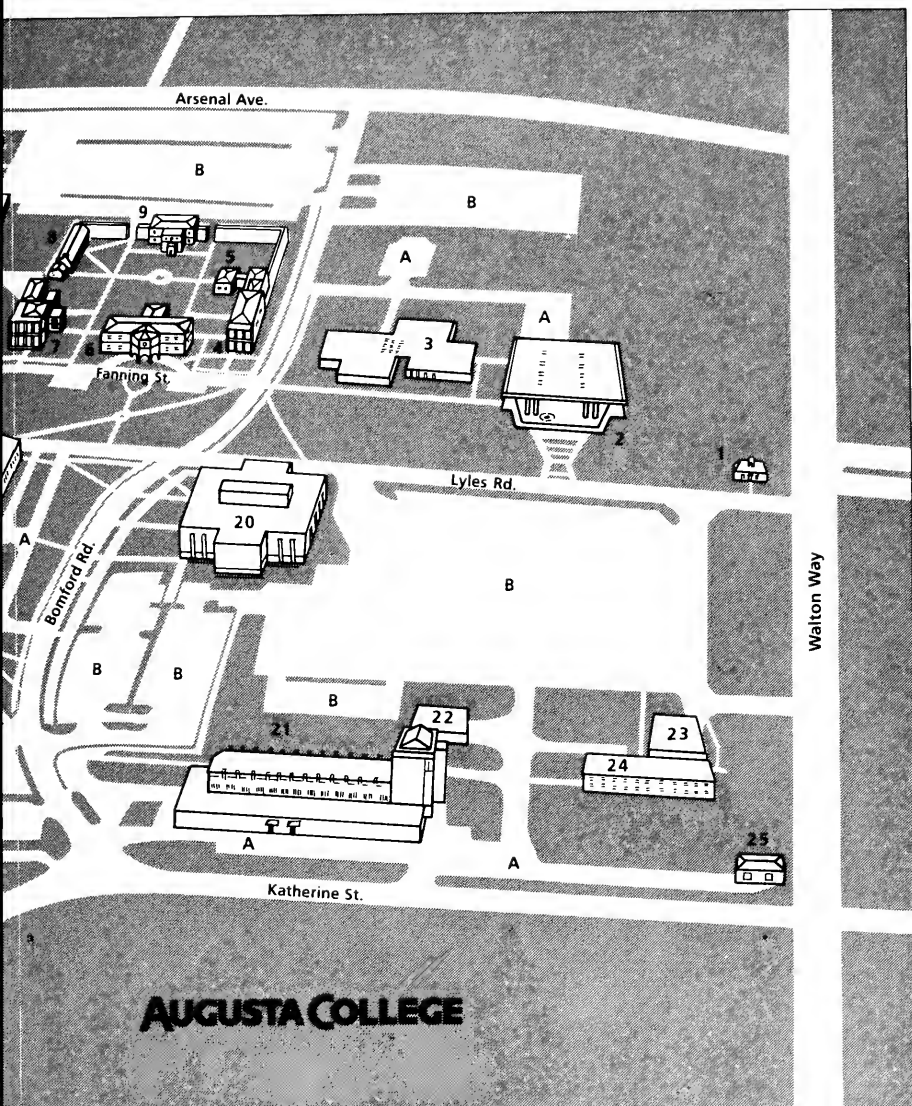 Arsenal Ave.
B
B
9
8
5
A
A
3
7
6
4
Fanning St.
2
1
Lyles Rd.
20
A
Bomford Rd.
B
Walton Way
B
B
B
22
21
23
24
25
A
A
Katherine St.
AUGUSTA COLLEGE